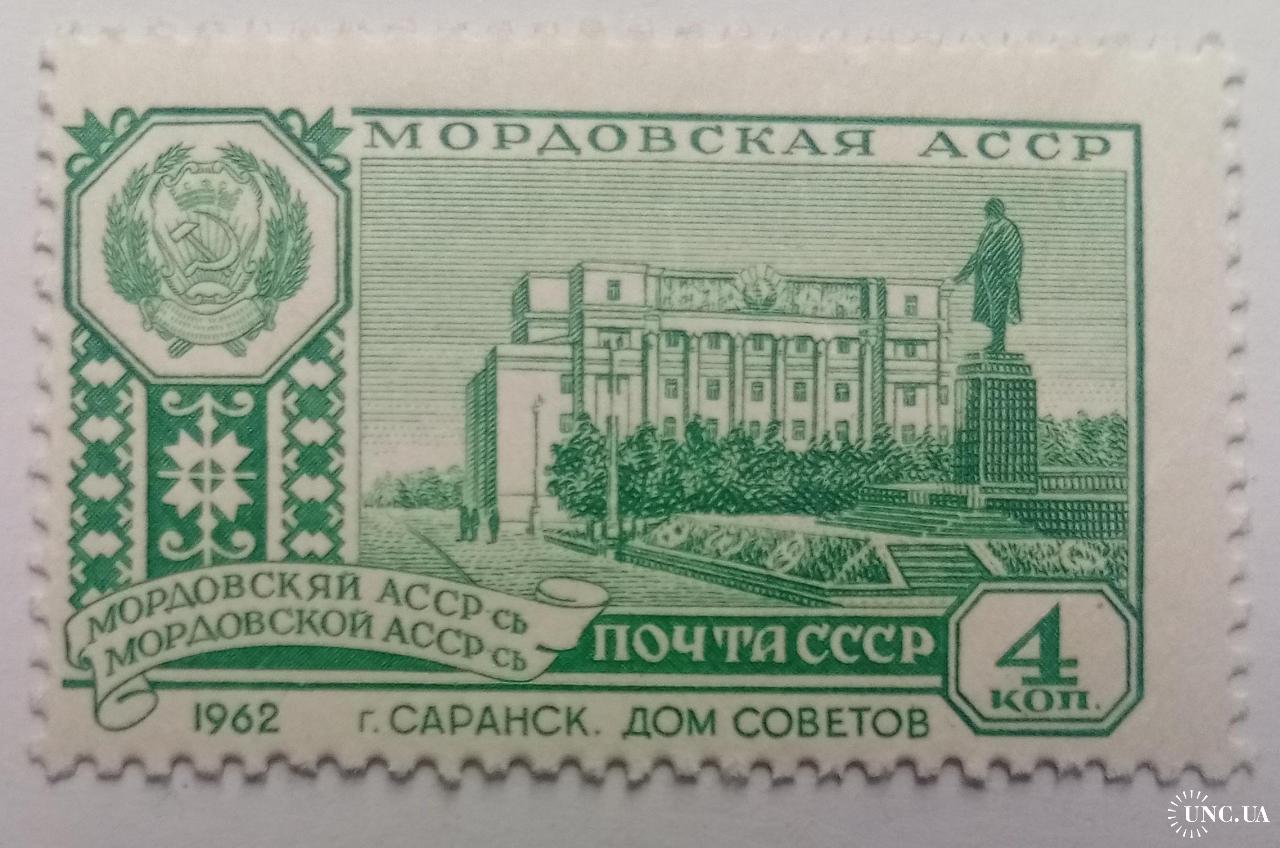 МОРДОВСКАЯ АССР
МОРДОВСКЯЙ АССР-СЬ
МОРДОВСКОЙ АССР-СЬ
ПОЧТА СССР
4
КОП.
1962 г. САРАНСК. ДОМ СОВЕТОВ
UNC.UA